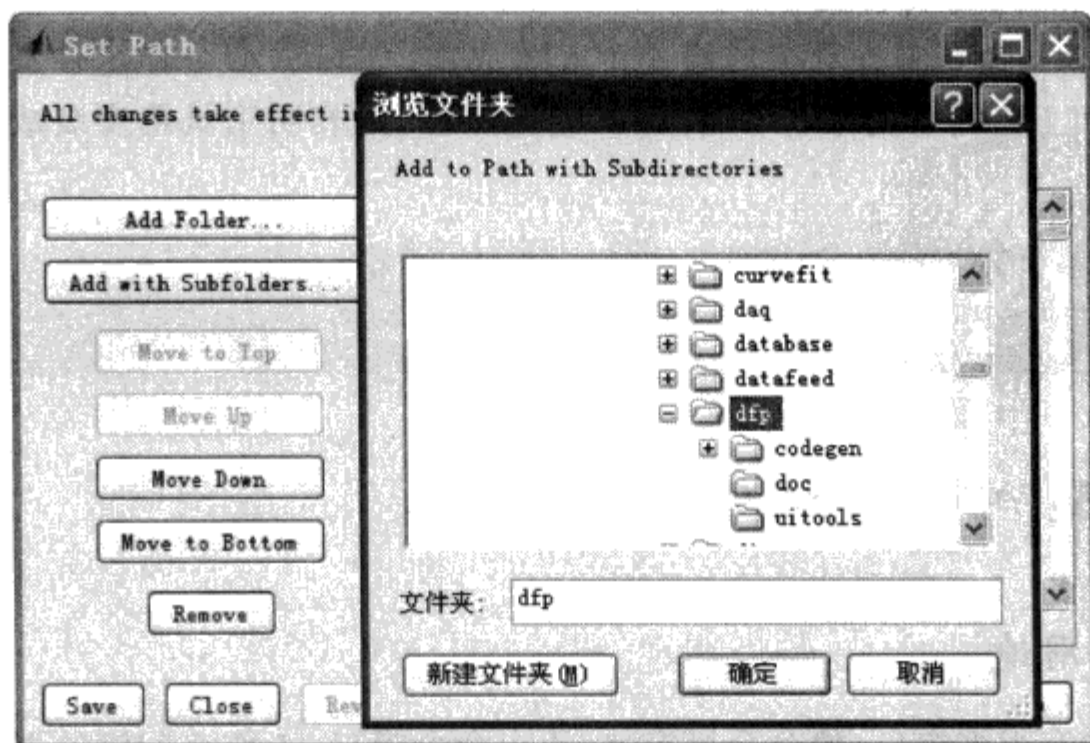 Set Path
All changes take effect i
Add Folder...
Add with Subfolders...
Move to Top
Move Up
Move Down
Move to Bottom
Remove
Save
Close
Rev
浏览文件夹
Add to Path with Subdirectories
curvefit
daq
database
datafeed
dfp
codegen
doc
uitools
文件夹:
dfp
新建文件夹(M)
确定
取消